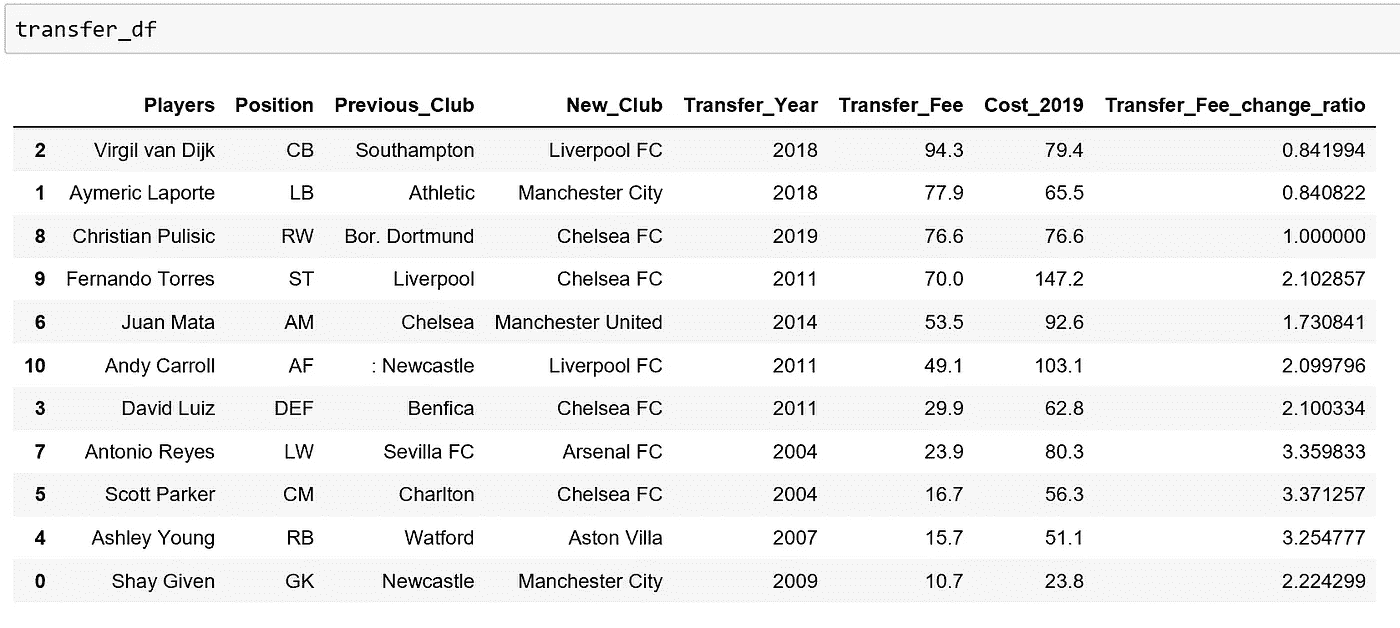 transfer_df
Players Position Previous_Club New_Club Transfer_Year Transfer_Fee Cost_2019 Transfer_Fee_change_ratio
2 Virgil van Dijk CB Southampton Liverpool FC 2018 94.3 79.4 0.841994
1 Aymeric Laporte LB Athletic Manchester City 2018 77.9 65.5 0.840822
8 Christian Pulisic RW Bor. Dortmund Chelsea FC 2019 76.6 76.6 1.000000
9 Fernando Torres ST Liverpool Chelsea FC 2011 70.0 147.2 2.102857
6 Juan Mata AM Chelsea Manchester United 2014 53.5 92.6 1.730841
10 Andy Carroll AF : Newcastle Liverpool FC 2011 49.1 103.1 2.099796
3 David Luiz DEF Benfica Chelsea FC 2011 29.9 62.8 2.100334
7 Antonio Reyes LW Sevilla FC Arsenal FC 2004 23.9 80.3 3.359833
5 Scott Parker CM Charlton Chelsea FC 2004 16.7 56.3 3.371257
4 Ashley Young RB Watford Aston Villa 2007 15.7 51.1 3.254777
0 Shay Given GK Newcastle Manchester City 2009 10.7 23.8 2.224299